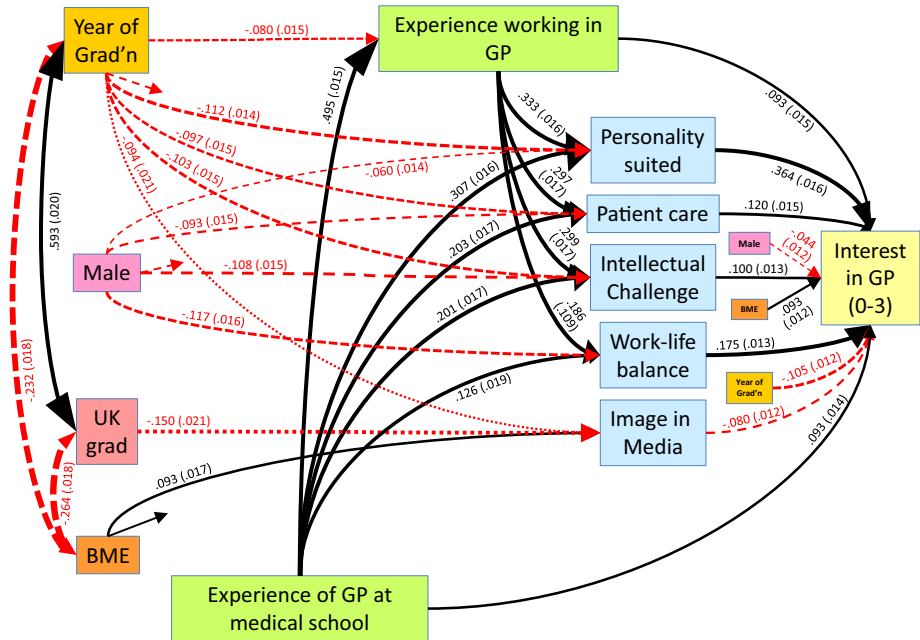 Year of
Grad'n
-.080 (.015)
Experience working in
GP
.093 (.015)
.495 (.015)
-.112 (.014)
.333 (.016)
-.097 (.015)
-.103 (.015)
-.094 (.021)
-.060 (.014)
Personality
suited
.364 (.016)
.307 (.016)
.297
(.017)
.593 (.020)
-.093 (.015)
.203 (.017)
Patient care
.120 (.015)
.299
(.017)
Male
-.044
(.012)
Interest
in GP
(0-3)
Male
-.108 (.015)
.201 (.017)
Intellectual
Challenge
.100 (.013)
BME
.093
(.012)
-.117 (.016)
.186
(.109)
Work-life
balance
.175 (.013)
-.232 (.018)
.126 (.019)
Year of
Grad'n
-.105 (.012)
UK
grad
-.150 (.021)
Image in
Media
-.080 (.012)
.093 (.014)
-.264 (.018)
.093 (.017)
BME
Experience of GP at
medical school